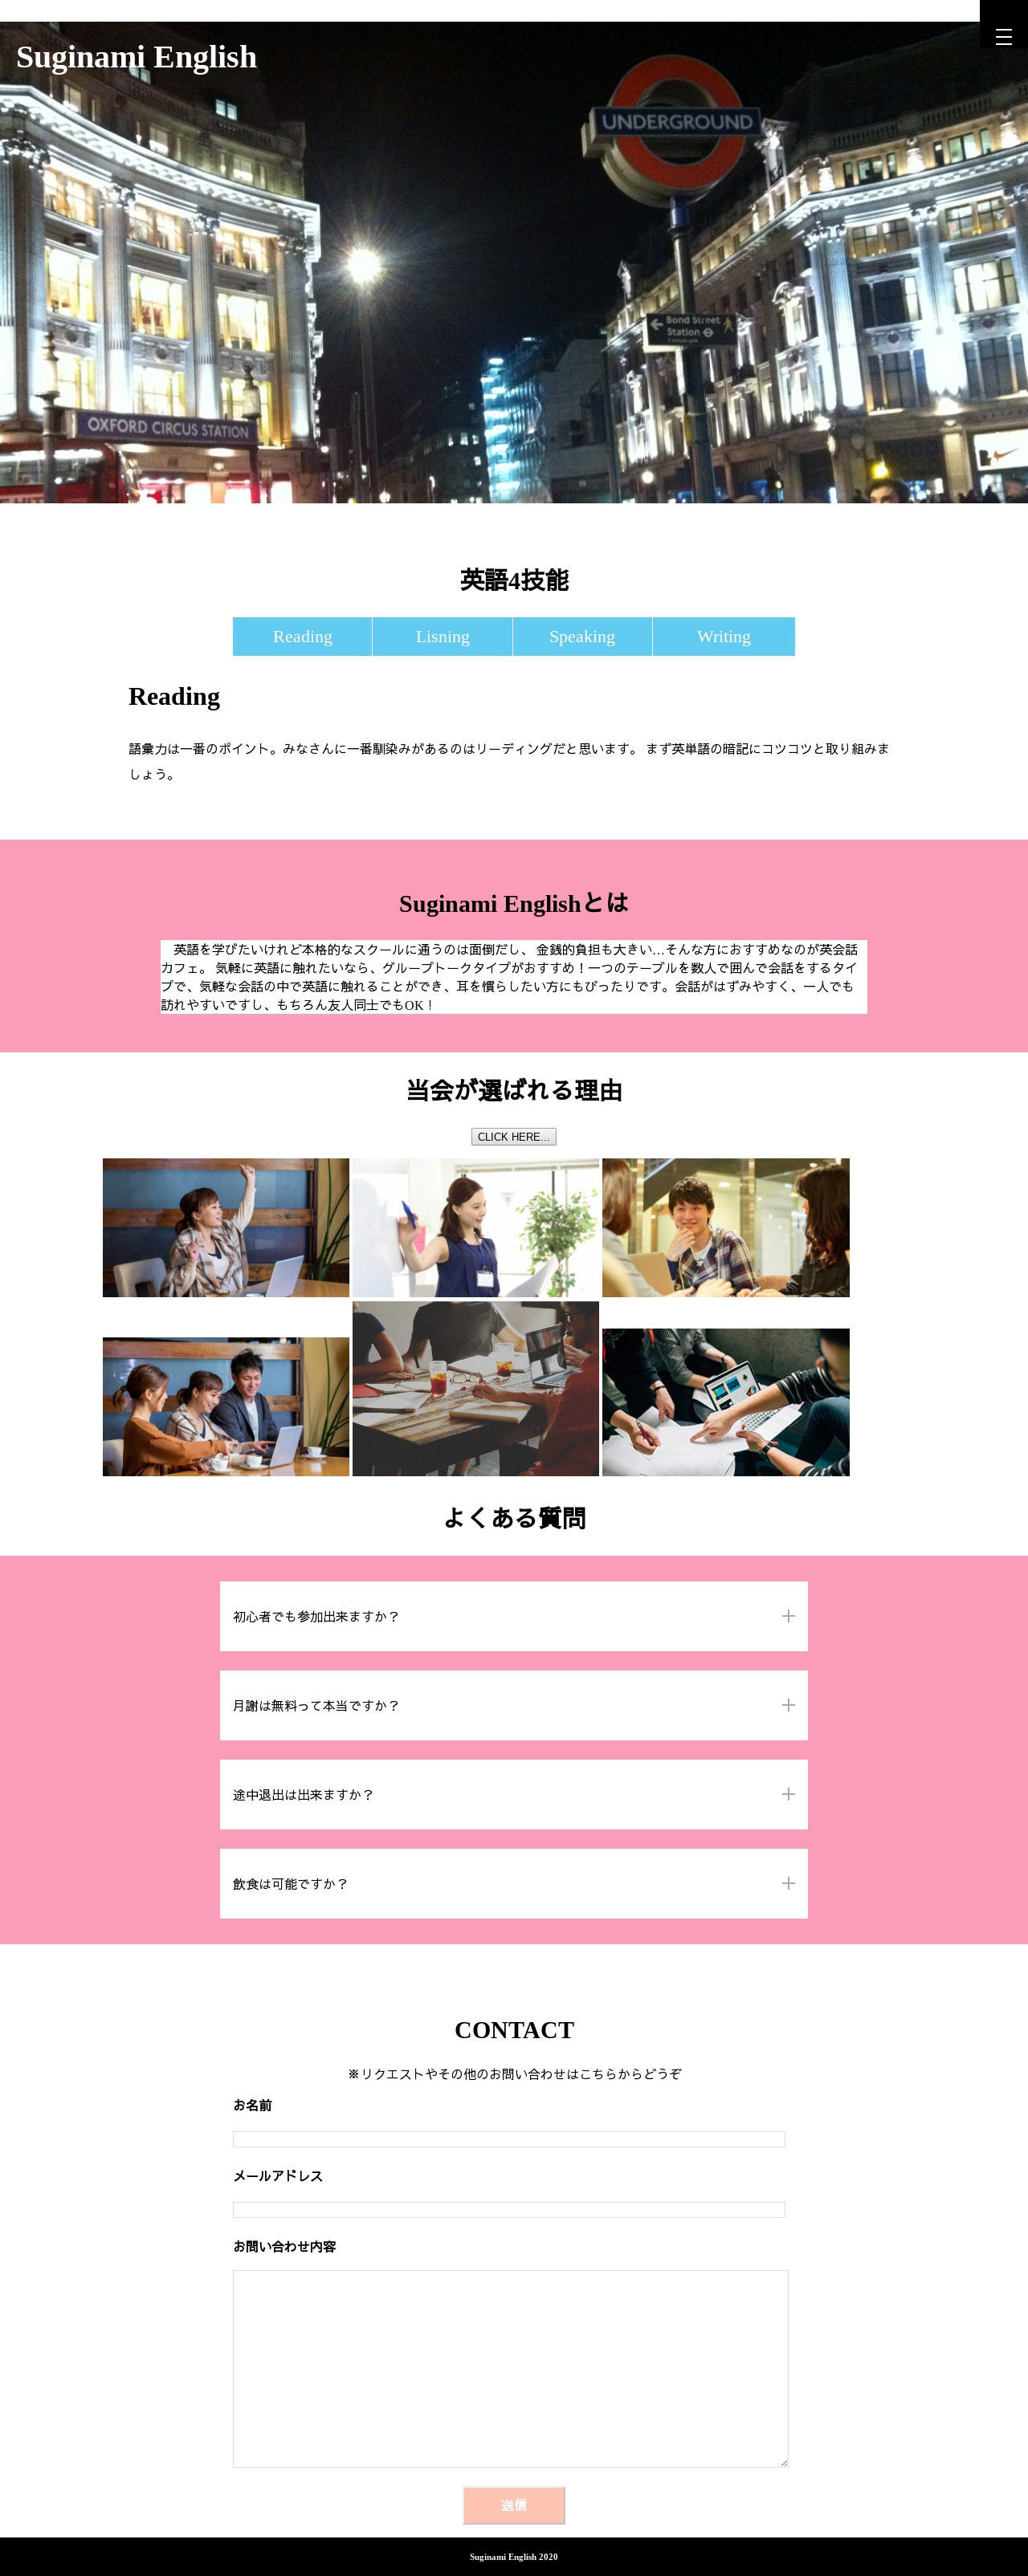 Suginami English
UNDERGROUND
Bond Street
Station
OXFORD CIRCUS STATION
英語4技能
Reading
Lisning
Speaking
Writing
Reading
語彙力は一番のポイント。みなさんに一番馴染みがあるのはリーディングだと思います。 まず英単語の暗記にコツコツと取り組みま
しょう。
Suginami Englishとは
英語を学びたいけれど本格的なスクールに通うのは面倒だし、 金銭的負担も大きい…そんな方におすすめなのが英会話
カフェ。 気軽に英語に触れたいなら、グループトークタイプがおすすめ！一つのテーブルを数人で囲んで会話をするタイ
プで、気軽な会話の中で英語に触れることができ、耳を慣らしたい方にもぴったりです。会話がはずみやすく、一人でも
訪れやすいですし、もちろん友人同士でもOK！
当会が選ばれる理由
CLICK HERE...
よくある質問
初心者でも参加出来ますか？
月謝は無料って本当ですか？
途中退出は出来ますか？
飲食は可能ですか？
CONTACT
※リクエストやその他のお問い合わせはこちらからどうぞ
お名前
メールアドレス
お問い合わせ内容
送信
Suginami English 2020